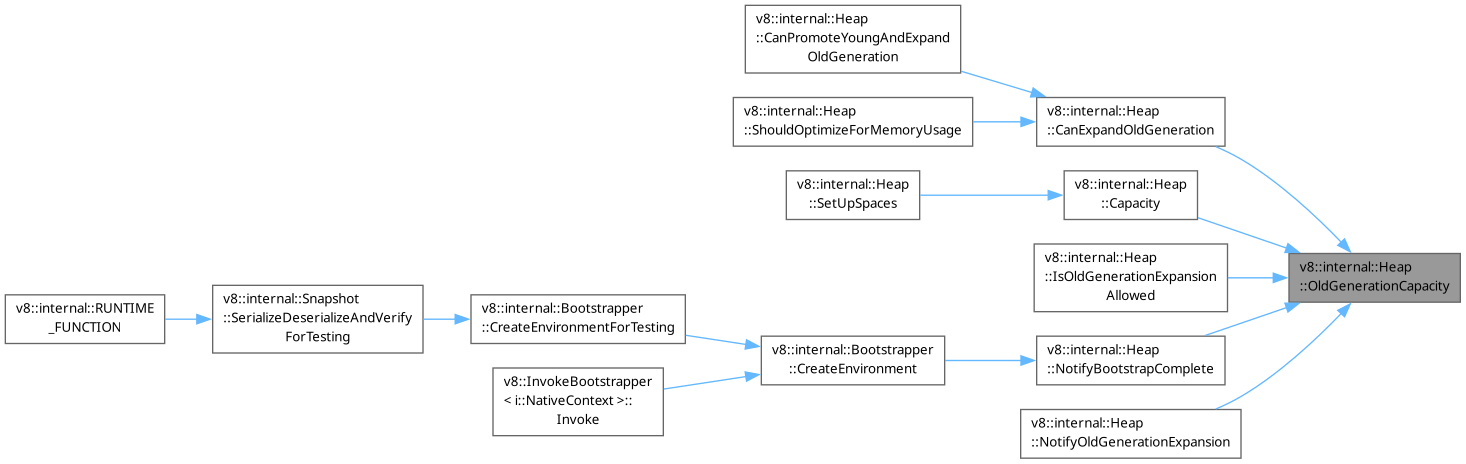 v8::internal::Heap
::CanPromoteYoungAndExpand
OldGeneration
v8::internal::Heap
::ShouldOptimizeForMemoryUsage
v8::internal::Heap
::CanExpandOldGeneration
v8::internal::Heap
::SetUpSpaces
v8::internal::Heap
::Capacity
v8::internal::Heap
::IsOldGenerationExpansion
Allowed
v8::internal::Heap
::OldGenerationCapacity
v8::internal::RUNTIME
_FUNCTION
v8::internal::Snapshot
::SerializeDeserializeAndVerify
ForTesting
v8::internal::Bootstrapper
::CreateEnvironmentForTesting
v8::InvokeBootstrapper
< i::NativeContext >::
Invoke
v8::internal::Bootstrapper
::CreateEnvironment
v8::internal::Heap
::NotifyBootstrapComplete
v8::internal::Heap
::NotifyOldGenerationExpansion